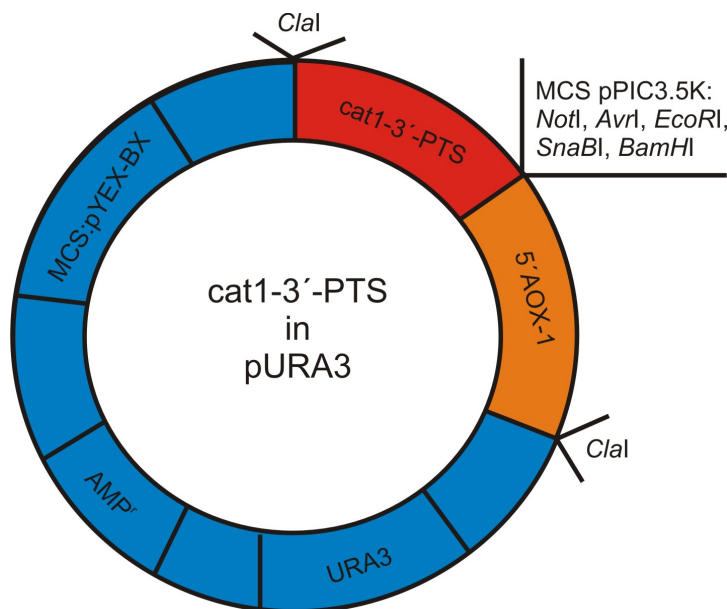 ClaI
cat1-3´-PTS
MCS pPIC3.5K:
NotI, AvrI, EcoRI,
SnaBI, BamHI
MCS:pYEX-BX
5´AOX-1
cat1-3´-PTS
in
pURA3
ClaI
AMPr
URA3